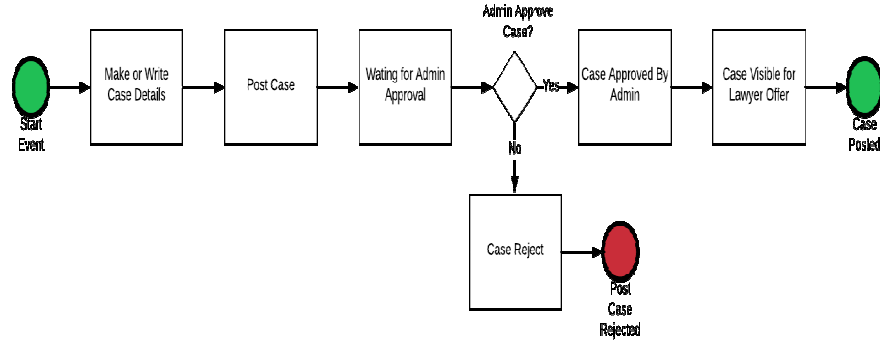 Admin Approve
Case?
Start
Event
Make or Write
Case Details
Post Case
Wating for Admin
Approval
Yes
Case Approved By
Admin
Case Visible for
Lawyer Offer
Case
Posted
No
Case Reject
Post
Case
Rejected